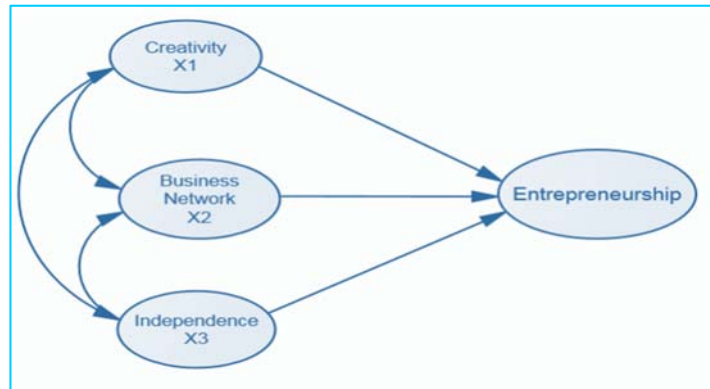 Creativity
X1
Business
Network
X2
Entrepreneurship
Independence
X3